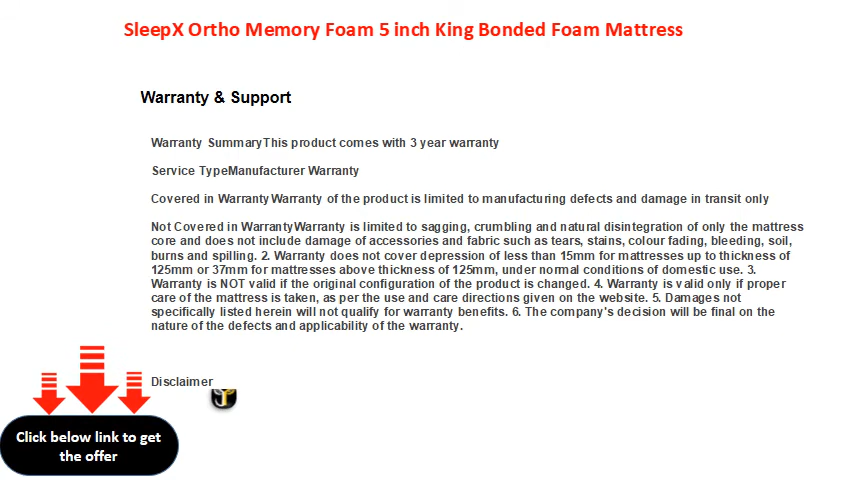 SleepX Ortho Memory Foam 5 inch King Bonded Foam Mattress
Warranty & Support
Warranty SummaryThis product comes with 3 year warranty
Service TypeManufacturer Warranty
Covered in WarrantyWarranty of the product is limited to manufacturing defects and damage in transit only
Not Covered in WarrantyWarranty is limited to sagging, crumbling and natural disintegration of only the mattress
core and does not include damage of accessories and fabric such as tears, stains, colour fading, bleeding, soil,
burns and spilling. 2. Warranty does not cover depression of less than 15mm for mattresses up to thickness of
125mm or 37mm for mattresses above thickness of 125mm, under normal conditions of domestic use. 3.
Warranty is NOT valid if the original configuration of the product is changed. 4. Warranty is valid only if proper
care of the mattress is taken, as per the use and care directions given on the website. 5. Damages not
specifically listed herein will not qualify for warranty benefits. 6. The company's decision will be final on the
nature of the defects and applicability of the warranty.
Disclaimer
Click below link to get
the offer